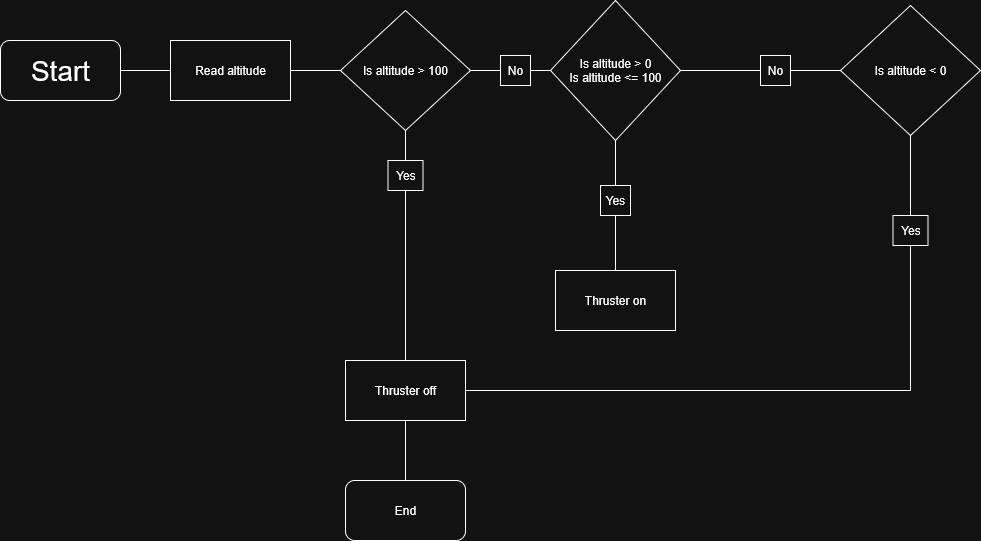 Start
Read altitude
Is altitude > 100
No
Is altitude > 0
Is altitude <= 100
No
Is altitude < 0
Yes
Yes
Yes
Thruster on
Thruster off
End